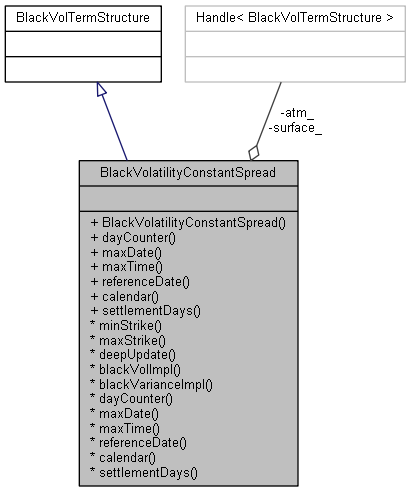 BlackVolTermStructure
Handle< BlackVolTermStructure >
-atm_
-surface_
BlackVolatilityConstantSpread
+ BlackVolatilityConstantSpread()
+ dayCounter()
+ maxDate()
+ maxTime()
+ referenceDate()
+ calendar()
+ settlementDays()
* minStrike()
* maxStrike()
* deepUpdate()
* blackVolImpl()
* blackVarianceImpl()
* dayCounter()
* maxDate()
* maxTime()
* referenceDate()
* calendar()
* settlementDays()